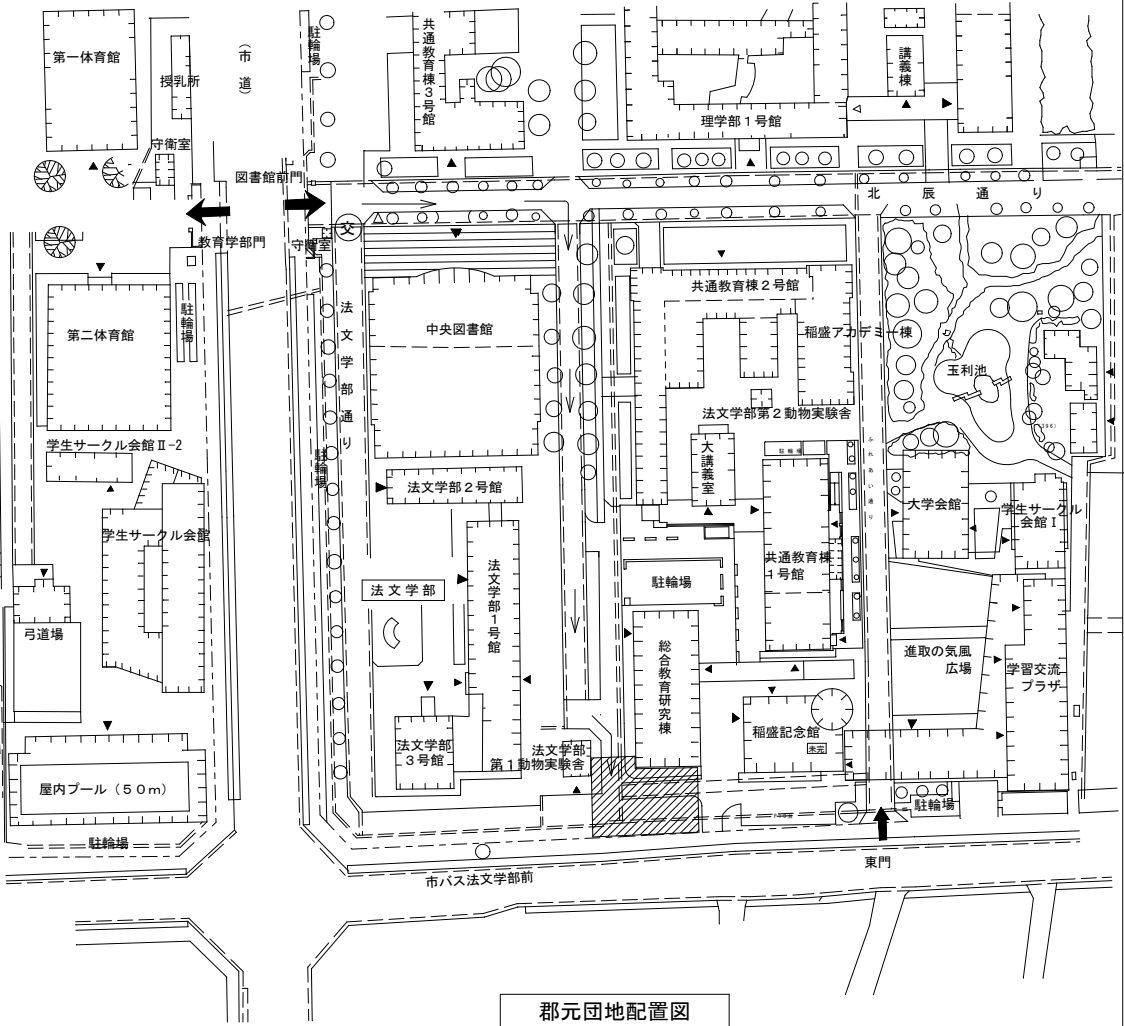 第一体育館
授乳所
（市道）
駐輪場
共通教育棟3号館
理学部1号館
講義棟
守衛室
図書館前門
北辰通り
教育学部門
守衛室
交
法文学部通り
駐輪場
第二体育館
中央図書館
共通教育棟2号館
稲盛アカデミー棟
玉利池
法文学部第2動物実験舎
学生サークル会館Ⅱ-2
駐輪場
法文学部2号館
大講義室
駐輪場
ふれあい通り
大学会館
学生サークル
会館Ⅰ
学生サークル会館
法文学部
法文学部1号館
駐輪場
共通教育棟
1号館
弓道場
総合教育研究棟
進取の気風
広場
学習交流
プラザ
稲盛記念館
未完
法文学部
3号館
法文学部
第1動物実験舎
屋内プール（50m）
駐輪場
駐輪場
東門
市バス法文学部前
郡元団地配置図